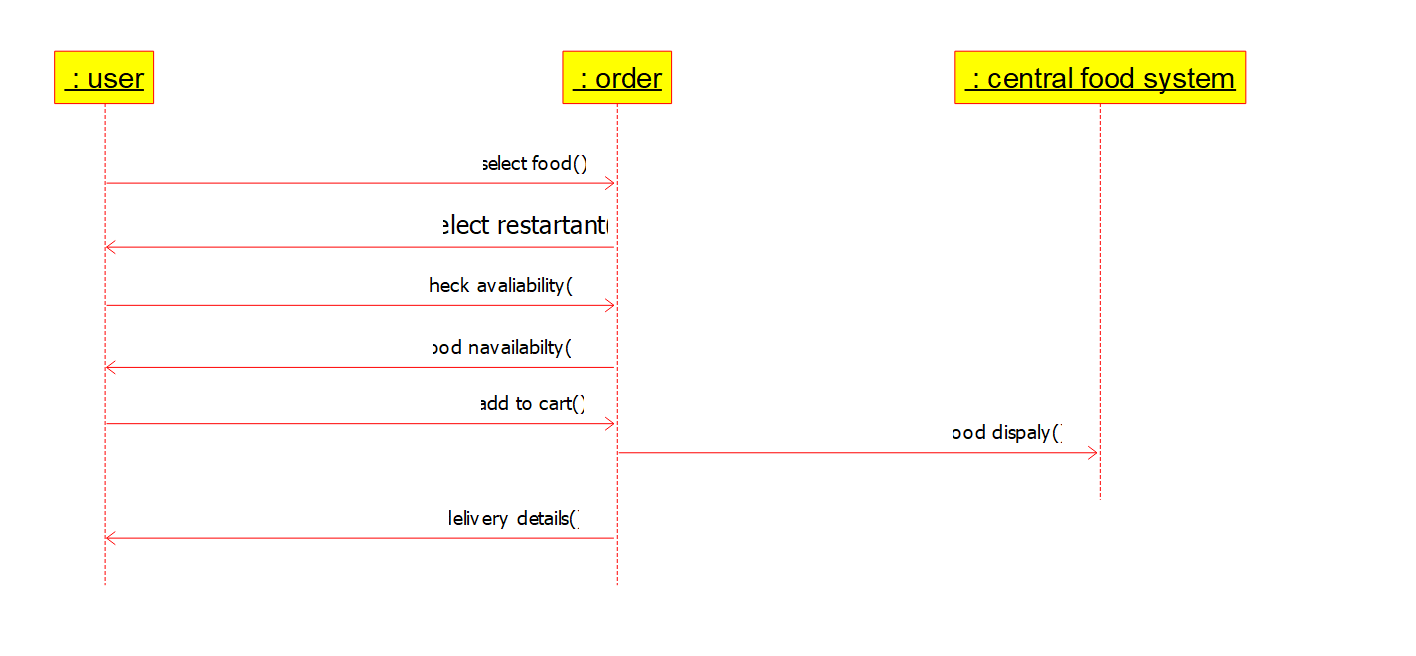 : user
: order
: central food system
select food()
elect restartant(
heck avaliability(
ood navailabilty(
add to cart()
ood dispaly()
lelivery details()